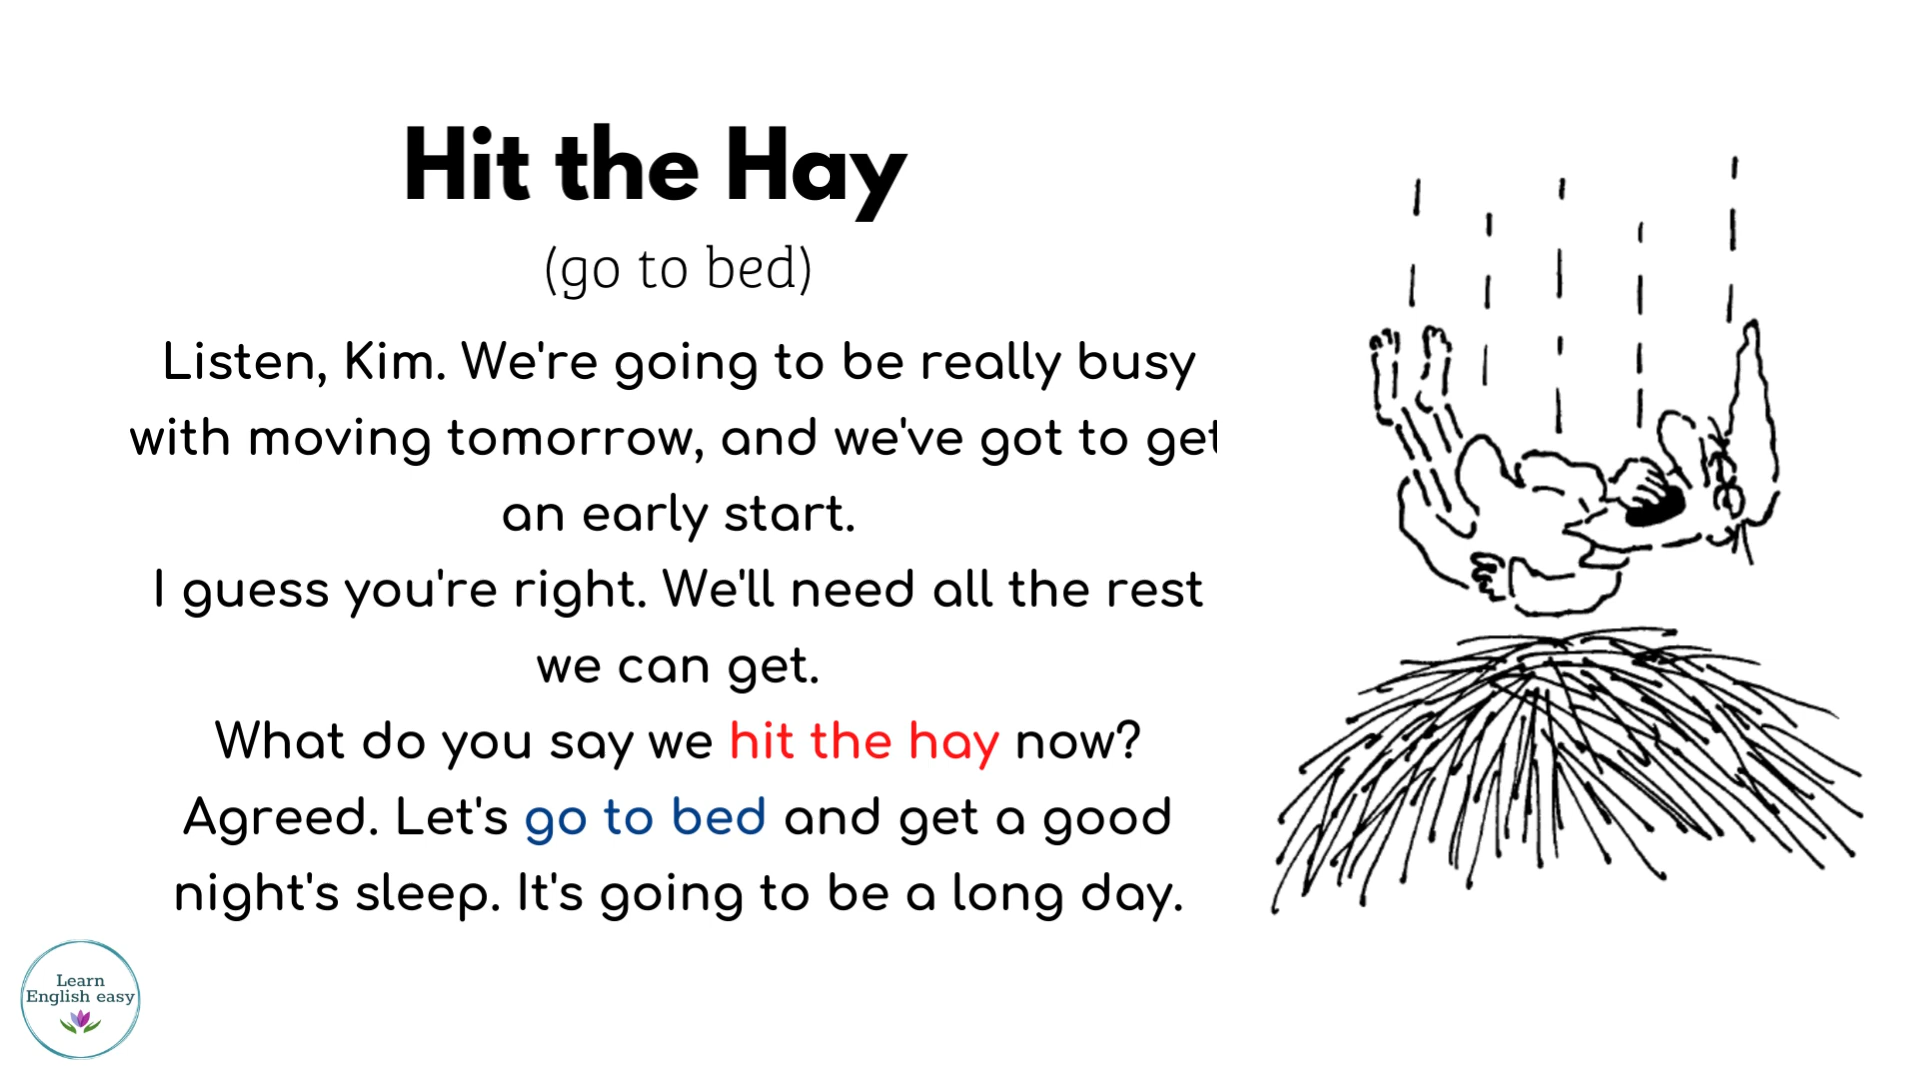 Hit the Hay
(go to bed)
Listen, Kim. We're going to be really busy
with moving tomorrow, and we've got to get
an early start.
I guess you're right. We'll need all the rest
we can get.
What do you say we hit the hay now?
Agreed. Let's go to bed and get a good
night's sleep. It's going to be a long day.
Learn
English easy